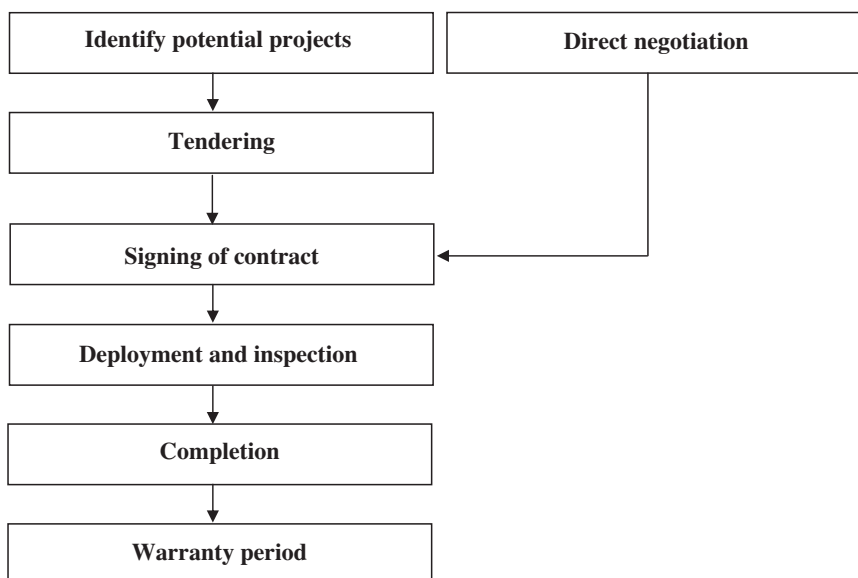 Identify potential projects
Direct negotiation
Tendering
Signing of contract
Deployment and inspection
Completion
Warranty period